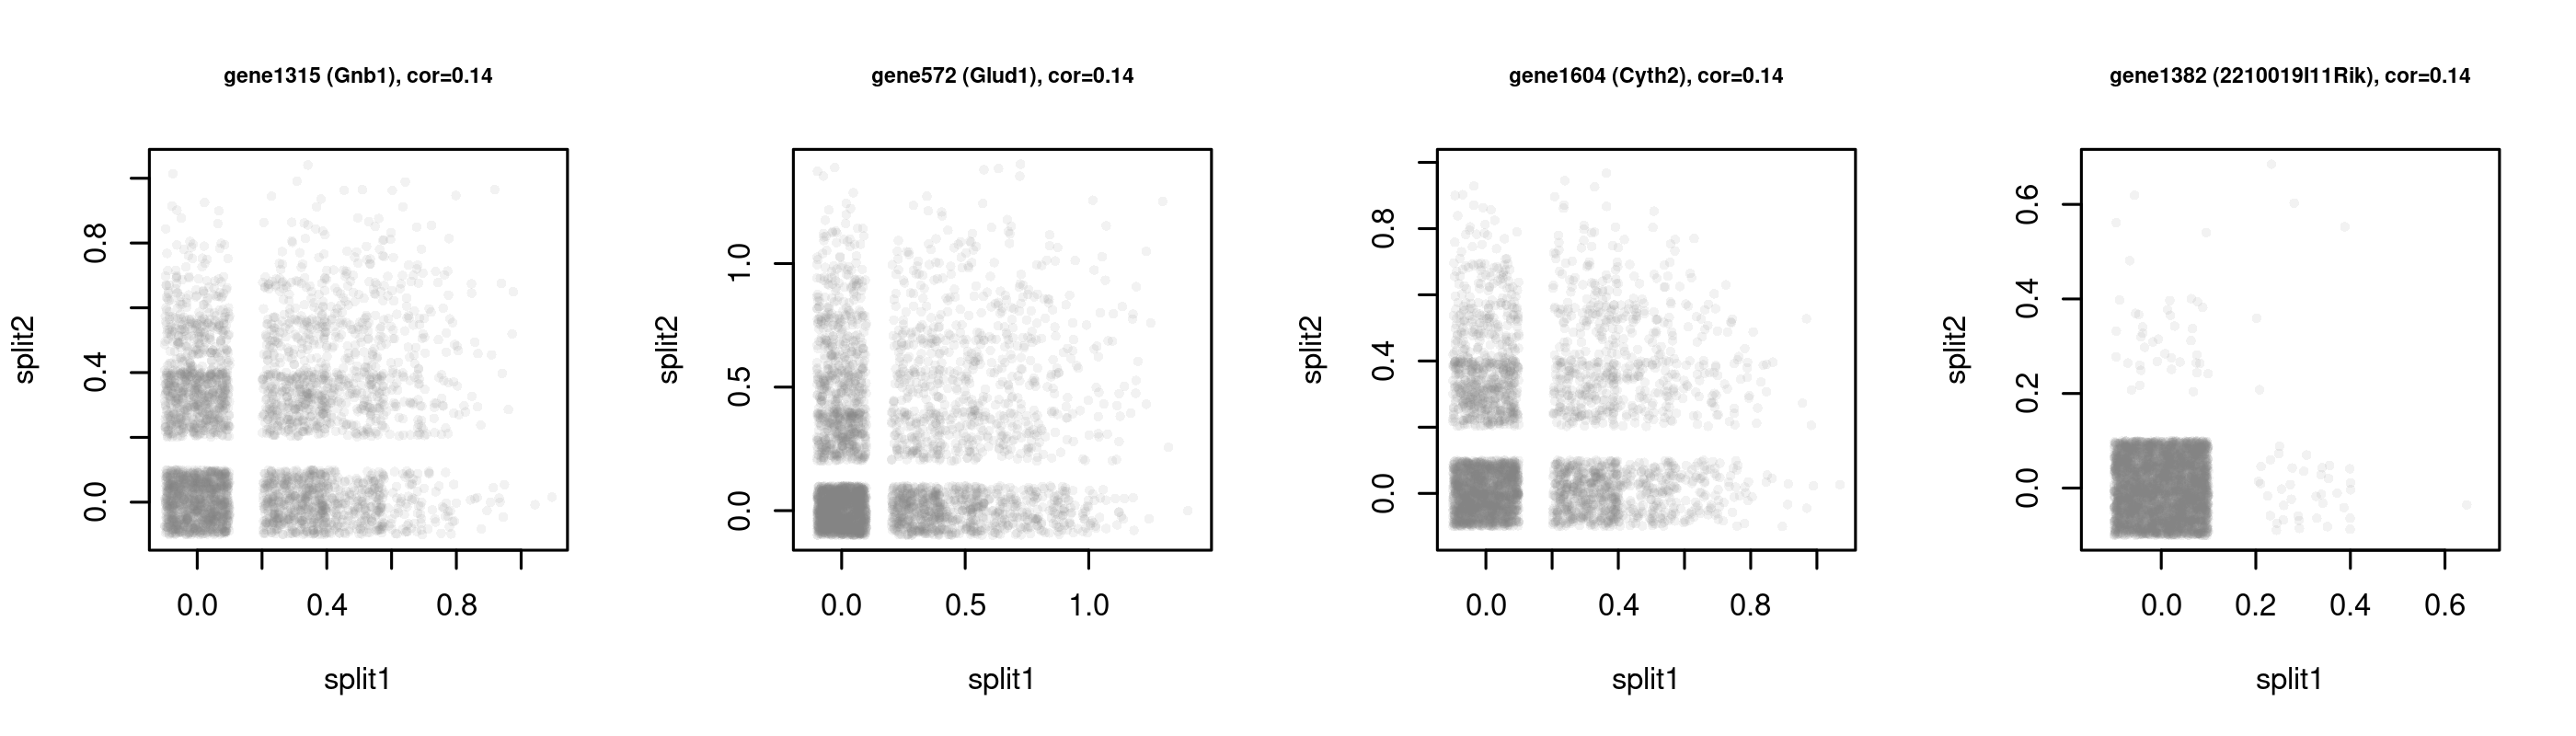 gene1315 (Gnb1), cor=0.14
split2
0.8
0.4
0.0
0.0 0.4 0.8
split1
gene572 (Glud1), cor=0.14
split2
1.0
0.5
0.0
0.0 0.5 1.0
split1
gene1604 (Cyth2), cor=0.14
split2
0.8
0.4
0.0
0.0 0.4 0.8
split1
gene1382 (2210019I11Rik), cor=0.14
split2
0.6
0.4
0.2
0.0
0.0 0.2 0.4 0.6
split1